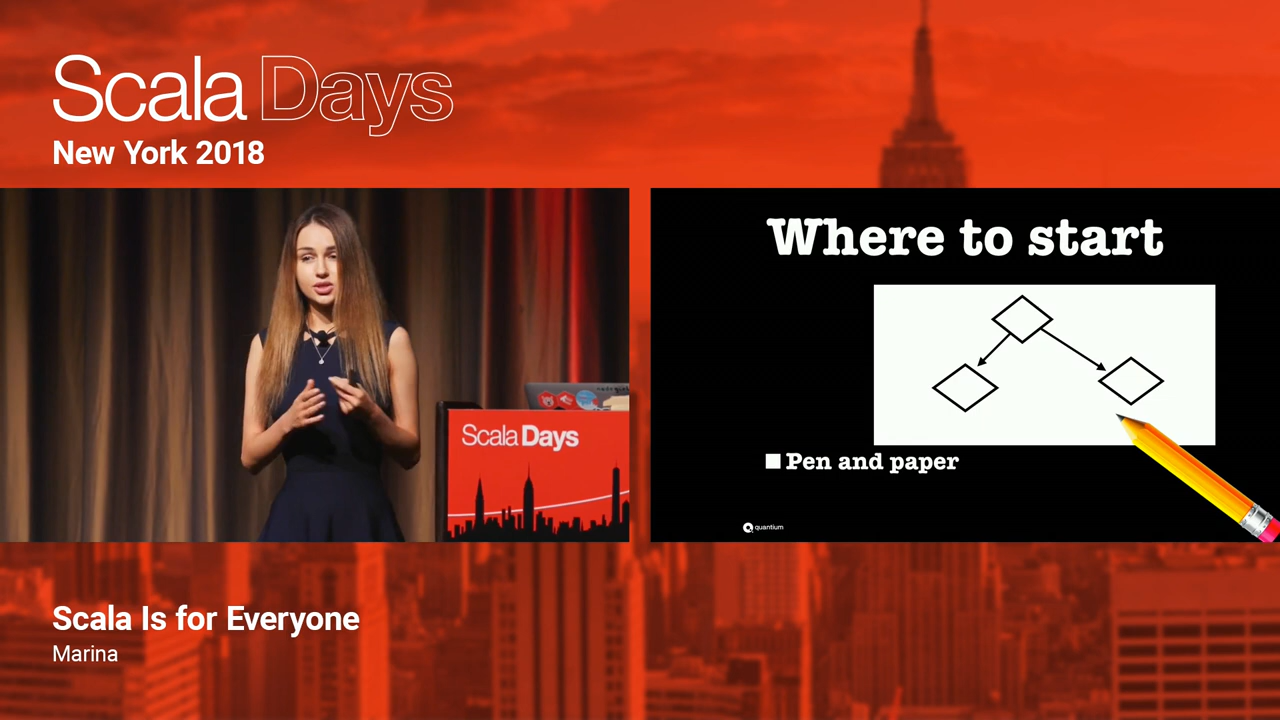 Scala Days
New York 2018
Where to start
Pen and paper
quantium
Scala Days
Scala Is for Everyone
Marina